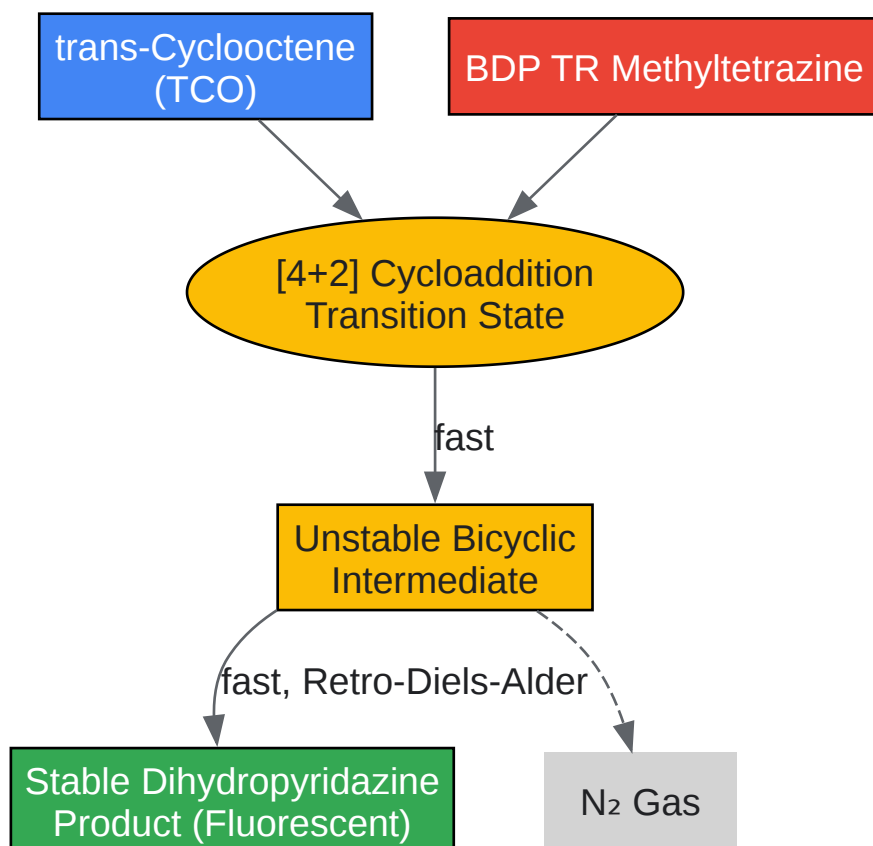 trans-Cyclooctene
(TCO)
BDP TR Methyltetrazine
[4+2] Cycloaddition
Transition State
fast
Unstable Bicyclic
Intermediate
fast, Retro-Diels-Alder
Stable Dihydropyridazine
Product (Fluorescent)
N₂ Gas